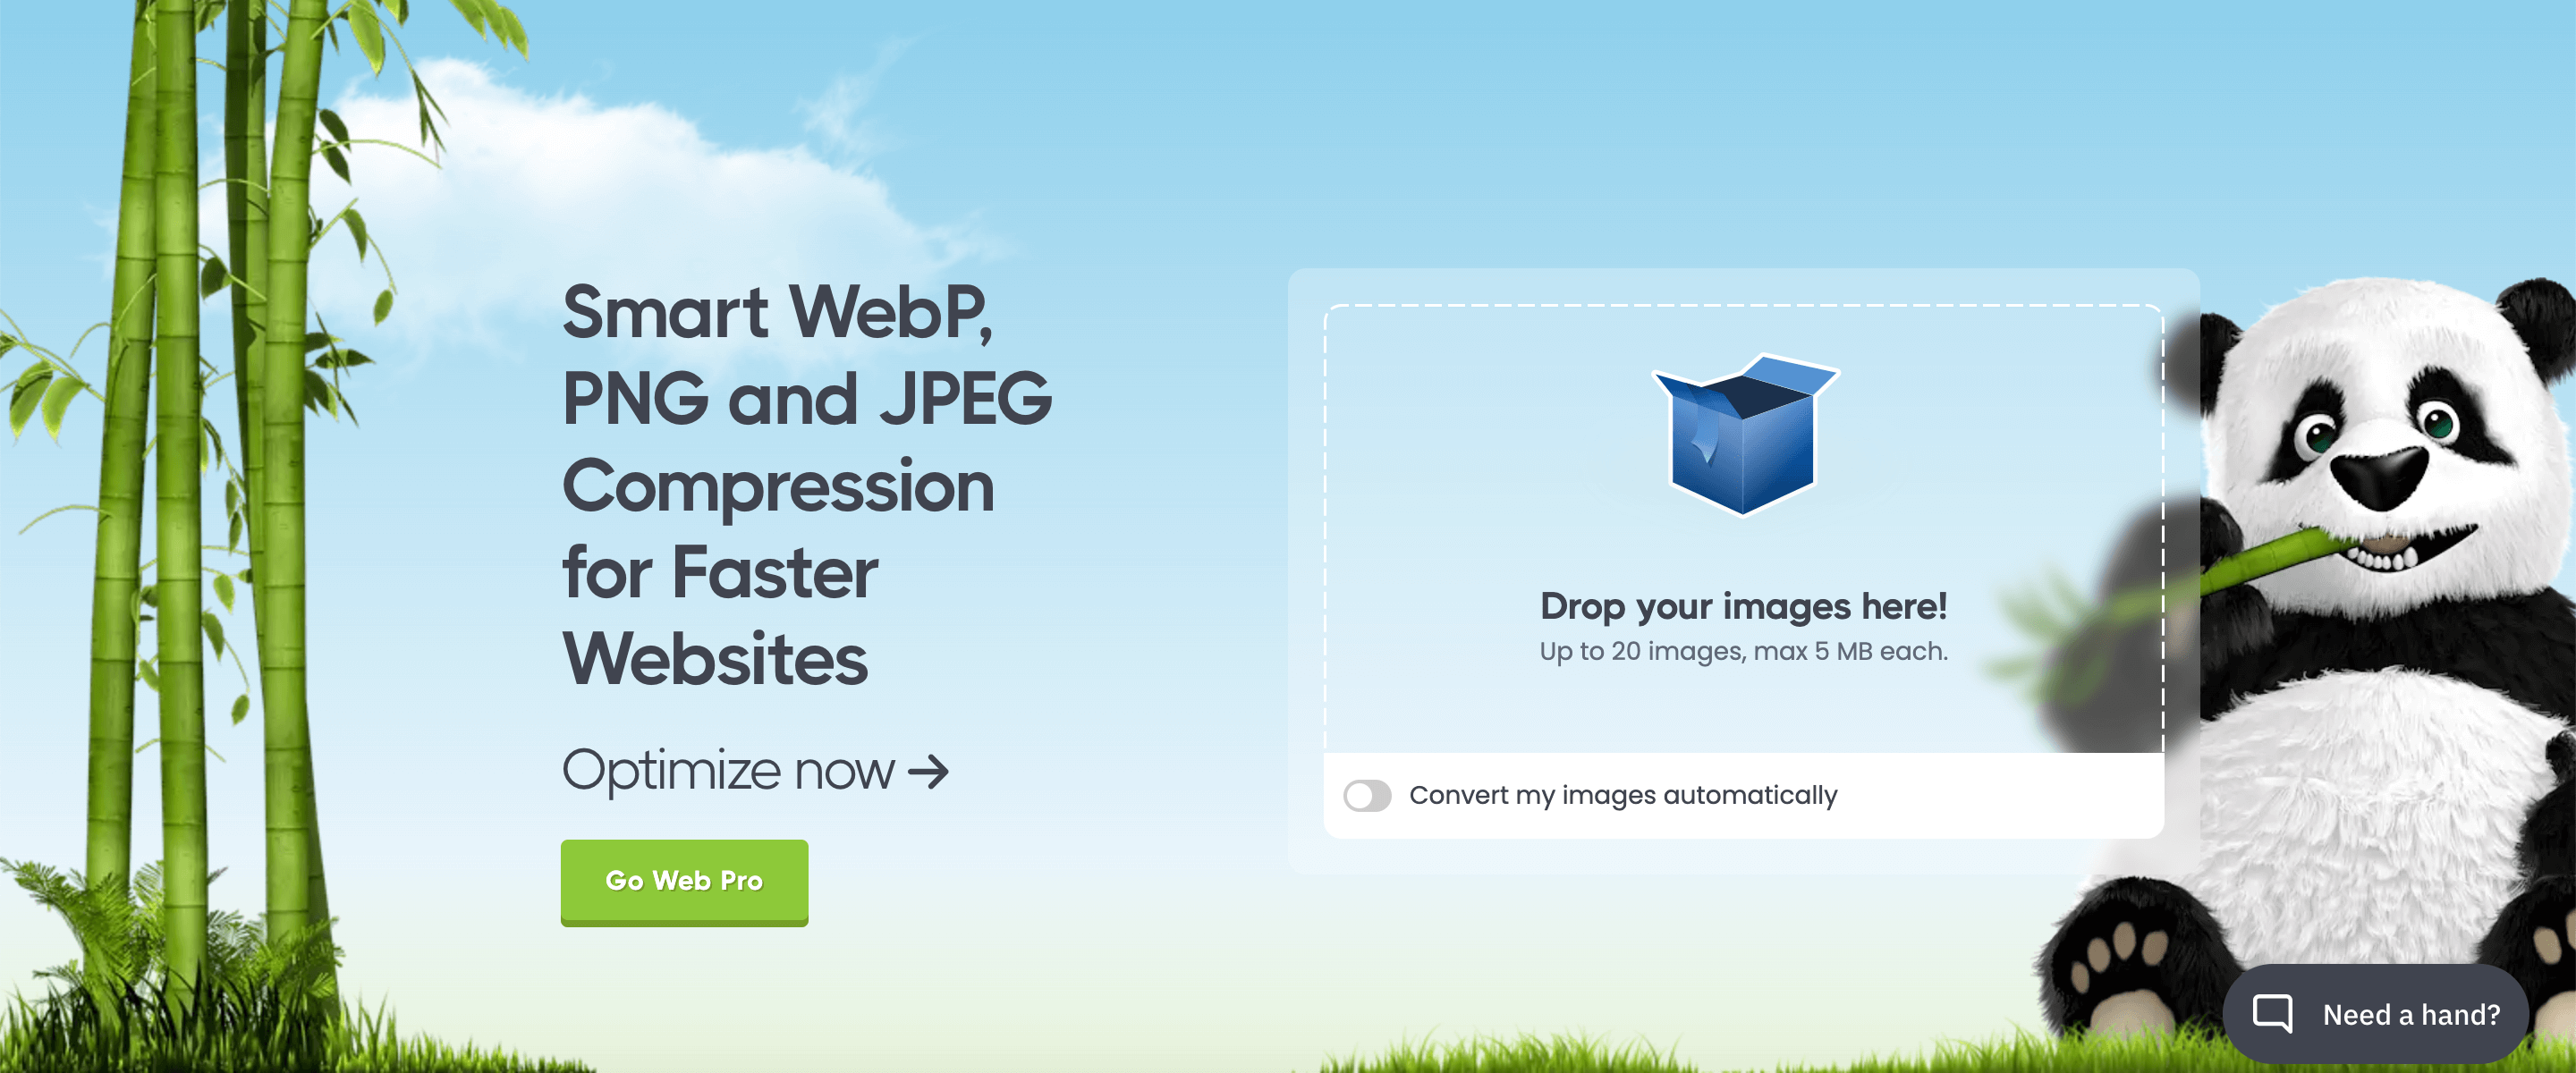 Smart WebP,
PNG and JPEG
Compression
for Faster
Websites
Optimize now →
Go Web Pro
Drop your images here!
Up to 20 images, max 5 MB each.
Convert my images automatically
Need a hand?